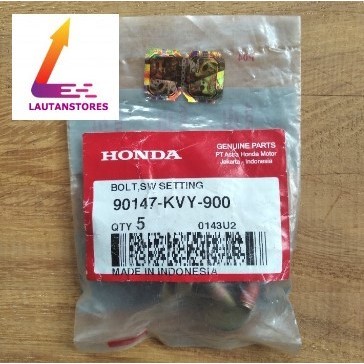 LAUTANSTORES
HONDA
GENUINE PARTS
PT Astra Honda Motor
Jakarta - Indonesia
BOLT,SW SETTING
90147-KVY-900
QTY 5 0143U2
MADE IN INDONESIA